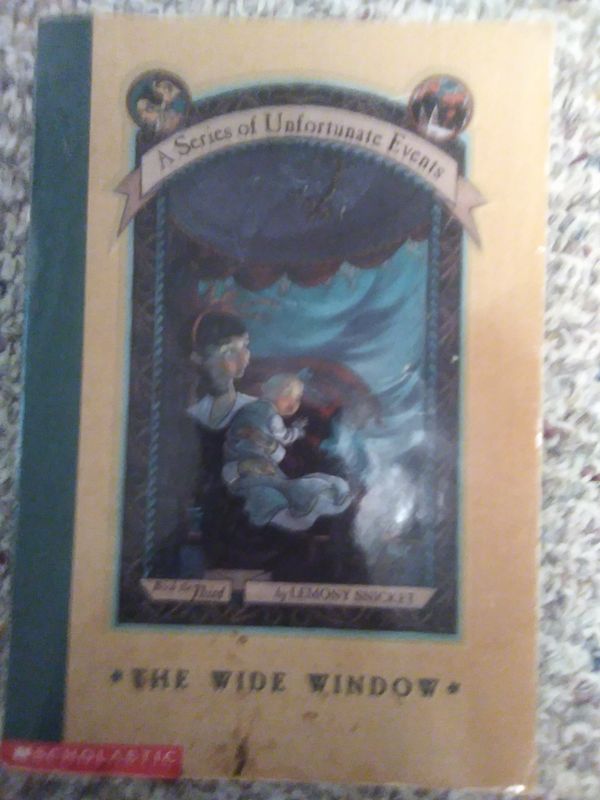 A Series of Unfortunate Events
Book the Third
by LEMONY SNICKET
* THE WIDE WINDOW *
SCHOLASTIC